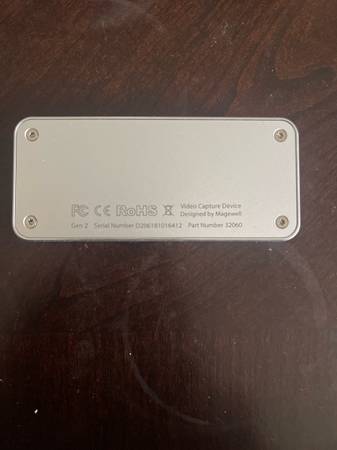 FC CE RoHS Video Capture Device
Designed by Magewell
Gen 2 Serial Number D206181016412 Part Number 32060